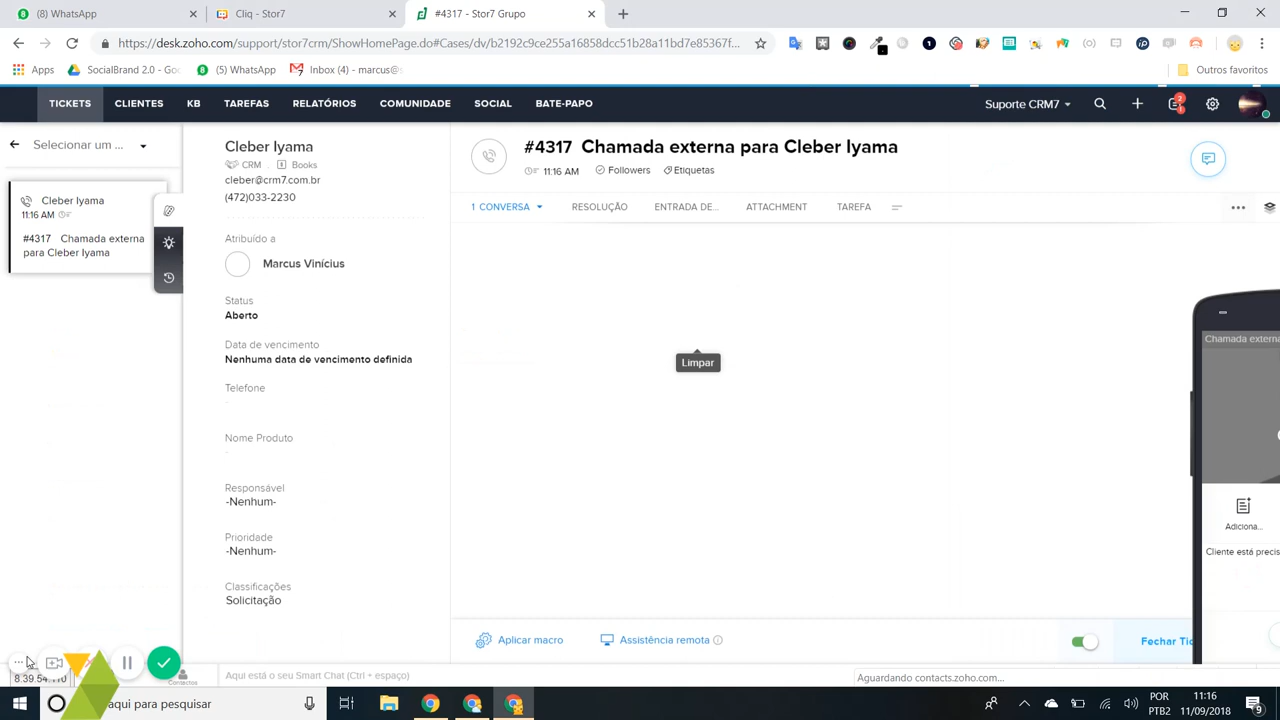 (5) WhatsApp
Cliq - Stor7
#4317 - Stor7 Grupo
https://desk.zoho.com/support/stor7crm/ShowHomePage.do#Cases/dv/b2192c9ce255a16858dcc51b28a11bd7e85367f...
Apps
SocialBrand 2.0 - Goo
(5) WhatsApp
Inbox (4) - marcus@s
Outros favoritos
TICKETS
CLIENTES
KB
TAREFAS
RELATÓRIOS
COMUNIDADE
SOCIAL
BATE-PAPO
Suporte CRM7
Selecionar um ...
Cleber Iyama
11:16 AM
#4317 Chamada externa
para Cleber Iyama
Cleber Iyama
CRM
Books
cleber@crm7.com.br
(472)033-2230
Atribuído a
Marcus Vinícius
Status
Aberto
Data de vencimento
Nenhuma data de vencimento definida
Telefone
-
Nome Produto
-
Responsável
-Nenhum-
Prioridade
-Nenhum-
Classificações
Solicitação
#4317 Chamada externa para Cleber Iyama
11:16 AM
Followers
Etiquetas
1 CONVERSA
RESOLUÇÃO
ENTRADA DE...
ATTACHMENT
TAREFA
Limpar
Chamada externa
Adiciona...
Cliente está precis
Aplicar macro
Assistência remota
Fechar Tic
Contactos
Aqui está o seu Smart Chat (Ctrl + espaço)
Aguardando contacts.zoho.com...
aqui para pesquisar
POR
PTB2
11:16
11/09/2018
9